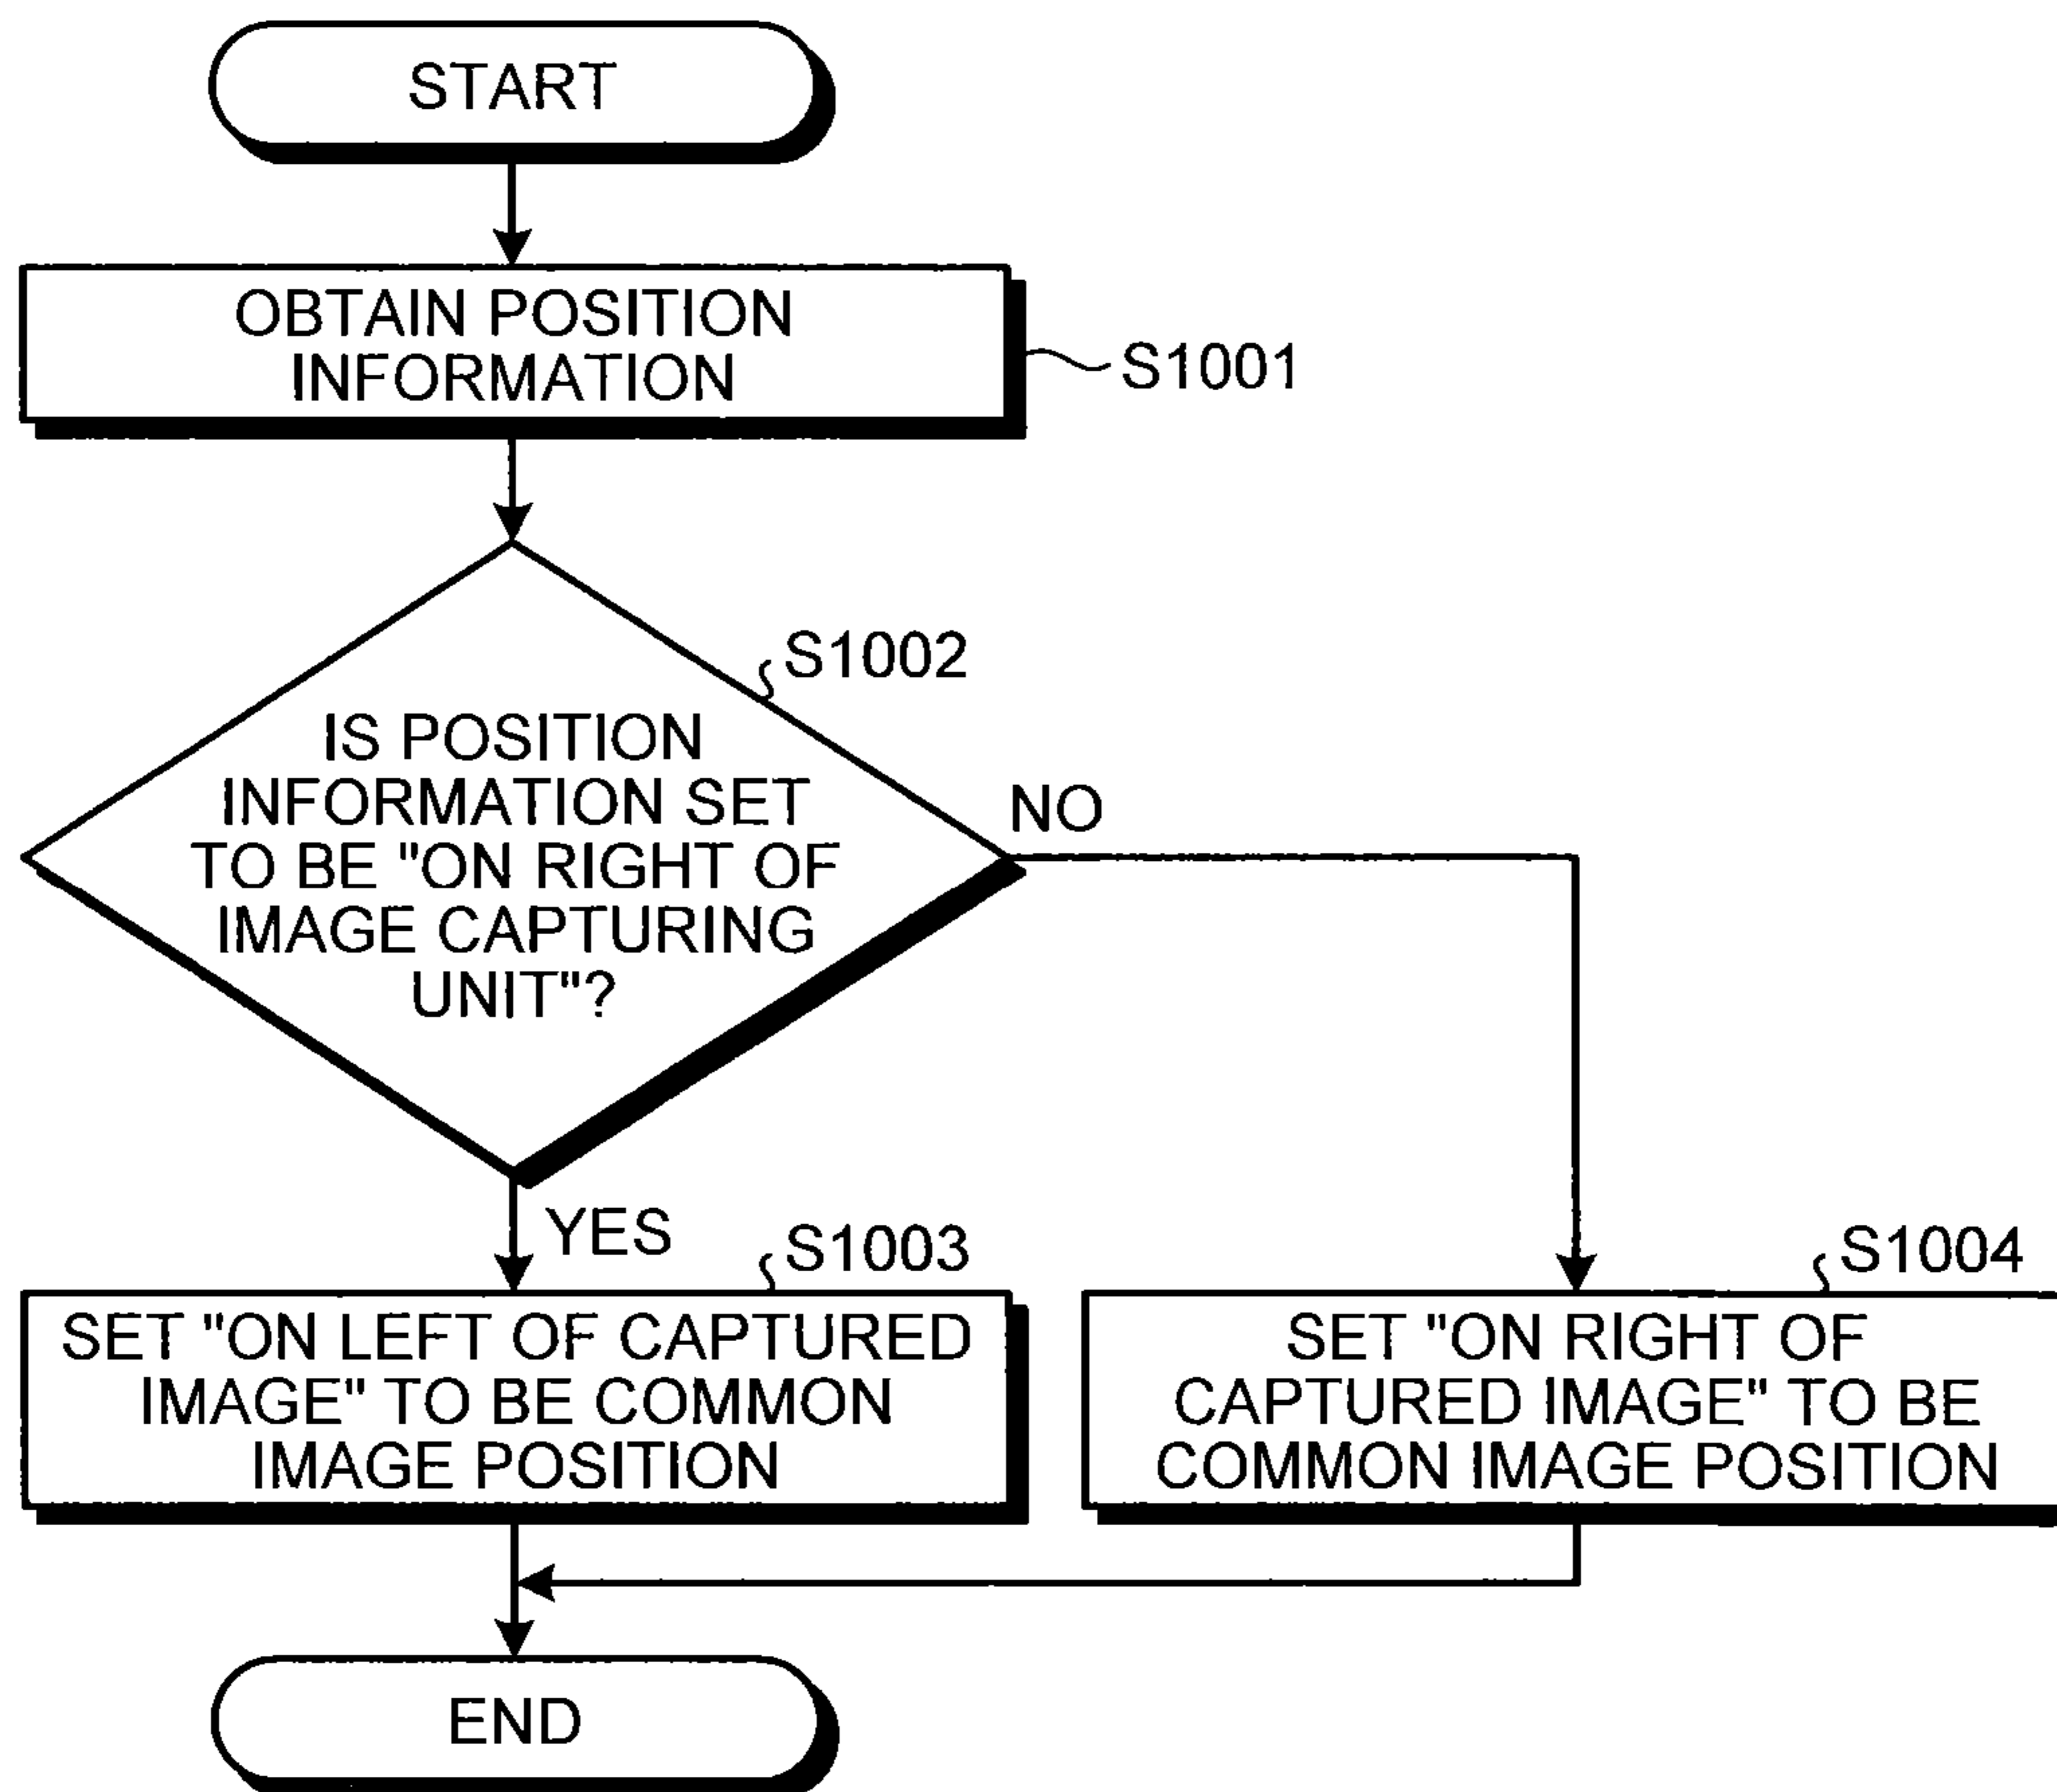 START
OBTAIN POSITION
INFORMATION
S1001
S1002
IS POSITION
INFORMATION SET
TO BE "ON RIGHT OF
IMAGE CAPTURING
UNIT"?
NO
YES
S1003
SET "ON LEFT OF CAPTURED
IMAGE" TO BE COMMON
IMAGE POSITION
S1004
SET "ON RIGHT OF
CAPTURED IMAGE" TO BE
COMMON IMAGE POSITION
END